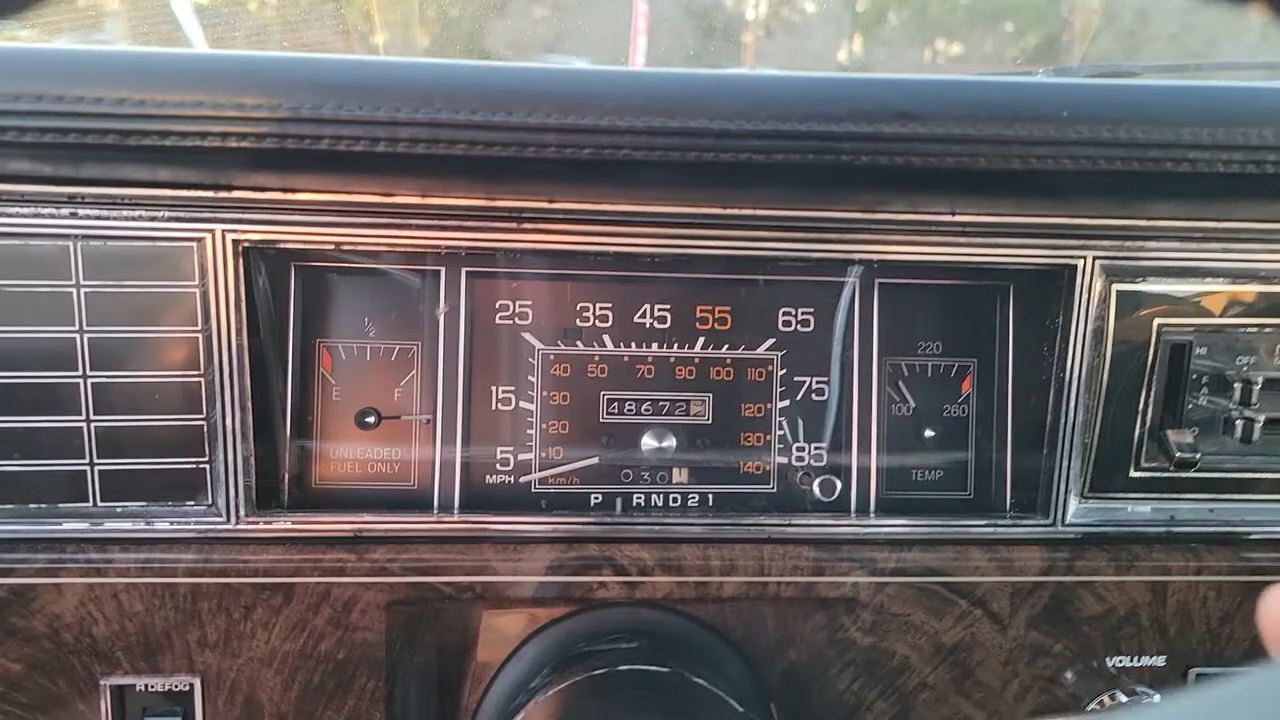 ½
E F
UNLEADED
FUEL ONLY
25 35 45 55 65
15 75
5 85
MPH
40 50 70 90 100 110
30 120
20 130
10 140
km/h
48672
030
P RND21
220
100 260
TEMP
HI
OFF
R DEFOG
VOLUME